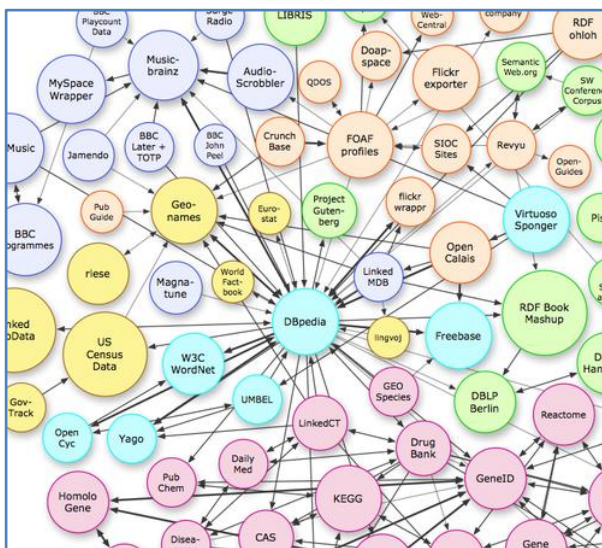 BBC
Playcount
Data
Surge
Radio
LIBRIS
Web-
Central
company
RDF
ohloh
Music-
brainz
Doap-
space
MySpace
Wrapper
Audio-
Scrobbler
QDOS
Flickr
exporter
Semantic
Web.org
SW
Conference
Corpus
Music
Jamendo
BBC
Later +
TOTP
BBC
John
Peel
Crunch
Base
FOAF
profiles
SIOC
Sites
Revyu
Open-
Guides
Pub
Guide
Geo-
names
Euro-
stat
Project
Guten-
berg
flickr
wrappr
Virtuoso
Sponger
BBC
ogrammes
Open
Calais
riese
Magna-
tune
World
Fact-
book
Linked
MDB
RDF Book
Mashup
nked
oData
US
Census
Data
W3C
WordNet
DBpedia
lingvoj
Freebase
Gov-
Track
UMBEL
GEO
Species
DBLP
Berlin
Open
Cyc
Yago
LinkedCT
Reactome
Daily
Med
Drug
Bank
Pub
Chem
GeneID
Homolo
Gene
KEGG
Disea-
CAS
Gene